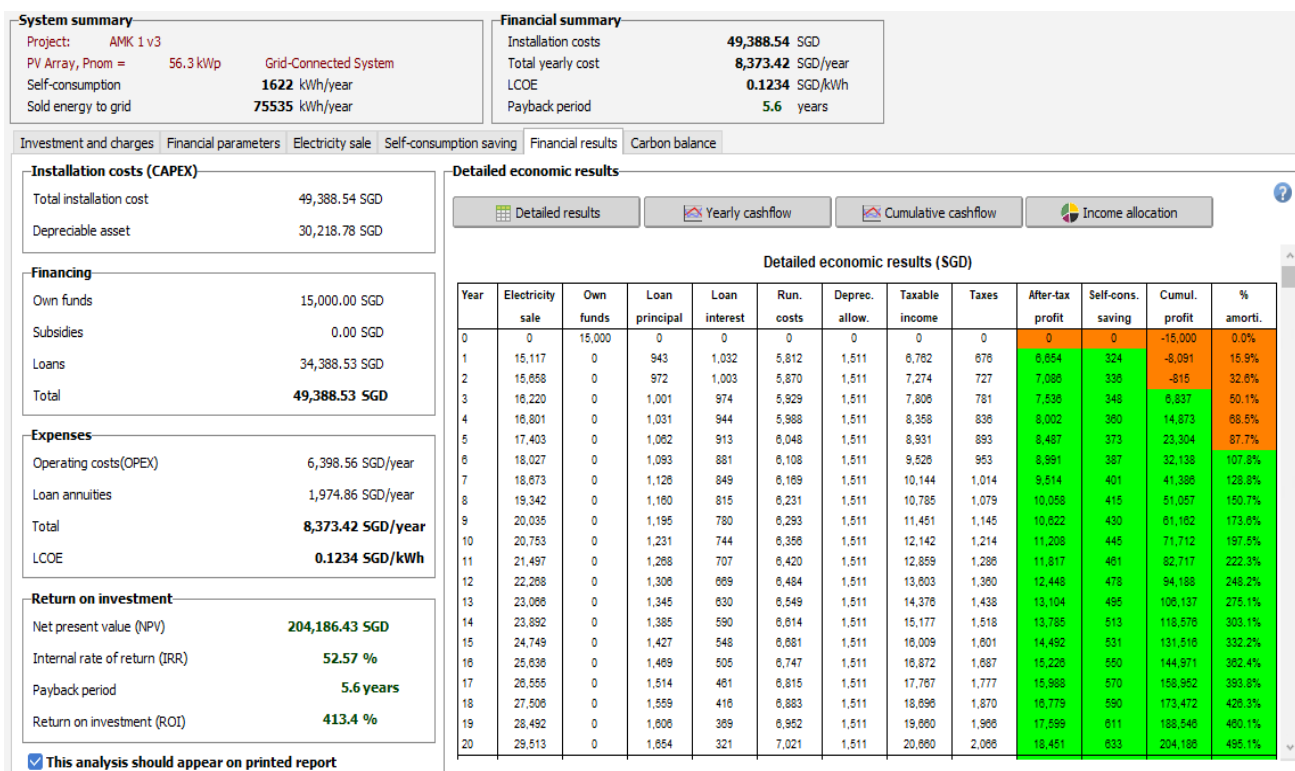 System summary
Project: AMK 1 v3
PV Array, Pnom = 56.3 kWp Grid-Connected System
Self-consumption 1622 kWh/year
Sold energy to grid 75535 kWh/year
Financial summary
Installation costs 49,388.54 SGD
Total yearly cost 8,373.42 SGD/year
LCOE 0.1234 SGD/kWh
Payback period 5.6 years
Investment and charges Financial parameters Electricity sale Self-consumption saving Financial results Carbon balance
Installation costs (CAPEX)
Total installation cost 49,388.54 SGD
Depreciable asset 30,218.78 SGD
Financing
Own funds 15,000.00 SGD
Subsidies 0.00 SGD
Loans 34,388.53 SGD
Total 49,388.53 SGD
Expenses
Operating costs(OPEX) 6,398.56 SGD/year
Loan annuities 1,974.86 SGD/year
Total 8,373.42 SGD/year
LCOE 0.1234 SGD/kWh
Return on investment
Net present value (NPV) 204,186.43 SGD
Internal rate of return (IRR) 52.57 %
Payback period 5.6 years
Return on investment (ROI) 413.4 %
This analysis should appear on printed report
Detailed economic results
Detailed results Yearly cashflow Cumulative cashflow Income allocation
?
Detailed economic results (SGD)
Year Electricity Own Loan Loan Run. Deprec. Taxable Taxes After-tax Self-cons. Cumul. %
sale funds principal interest costs allow. income profit saving profit amorti.
0 0 15,000 0 0 0 0 0 0 0 0 -15,000 0.0%
1 15,117 0 943 1,032 5,812 1,511 6,762 676 6,654 324 -8,091 15.9%
2 15,658 0 972 1,003 5,870 1,511 7,274 727 7,086 336 -815 32.6%
3 16,220 0 1,001 974 5,929 1,511 7,806 781 7,536 348 6,837 50.1%
4 16,801 0 1,031 944 5,988 1,511 8,358 836 8,002 360 14,873 68.5%
5 17,403 0 1,062 913 6,048 1,511 8,931 893 8,487 373 23,304 87.7%
6 18,027 0 1,093 881 6,108 1,511 9,526 953 8,991 387 32,138 107.8%
7 18,673 0 1,126 849 6,169 1,511 10,144 1,014 9,514 401 41,386 128.8%
8 19,342 0 1,160 815 6,231 1,511 10,785 1,079 10,058 415 51,057 150.7%
9 20,035 0 1,195 780 6,293 1,511 11,451 1,145 10,622 430 61,162 173.6%
10 20,753 0 1,231 744 6,356 1,511 12,142 1,214 11,208 445 71,712 197.5%
11 21,497 0 1,268 707 6,420 1,511 12,859 1,286 11,817 461 82,717 222.3%
12 22,268 0 1,306 669 6,484 1,511 13,603 1,360 12,448 478 94,188 248.2%
13 23,066 0 1,345 630 6,549 1,511 14,376 1,438 13,104 495 106,137 275.1%
14 23,892 0 1,385 590 6,614 1,511 15,177 1,518 13,785 513 118,576 303.1%
15 24,749 0 1,427 548 6,681 1,511 16,009 1,601 14,492 531 131,516 332.2%
16 25,636 0 1,469 505 6,747 1,511 16,872 1,687 15,226 550 144,971 362.4%
17 26,555 0 1,514 461 6,815 1,511 17,767 1,777 15,988 570 158,952 393.8%
18 27,506 0 1,559 416 6,883 1,511 18,696 1,870 16,779 590 173,472 426.3%
19 28,492 0 1,606 369 6,952 1,511 19,660 1,966 17,599 611 188,546 460.1%
20 29,513 0 1,654 321 7,021 1,511 20,660 2,066 18,451 633 204,186 495.1%